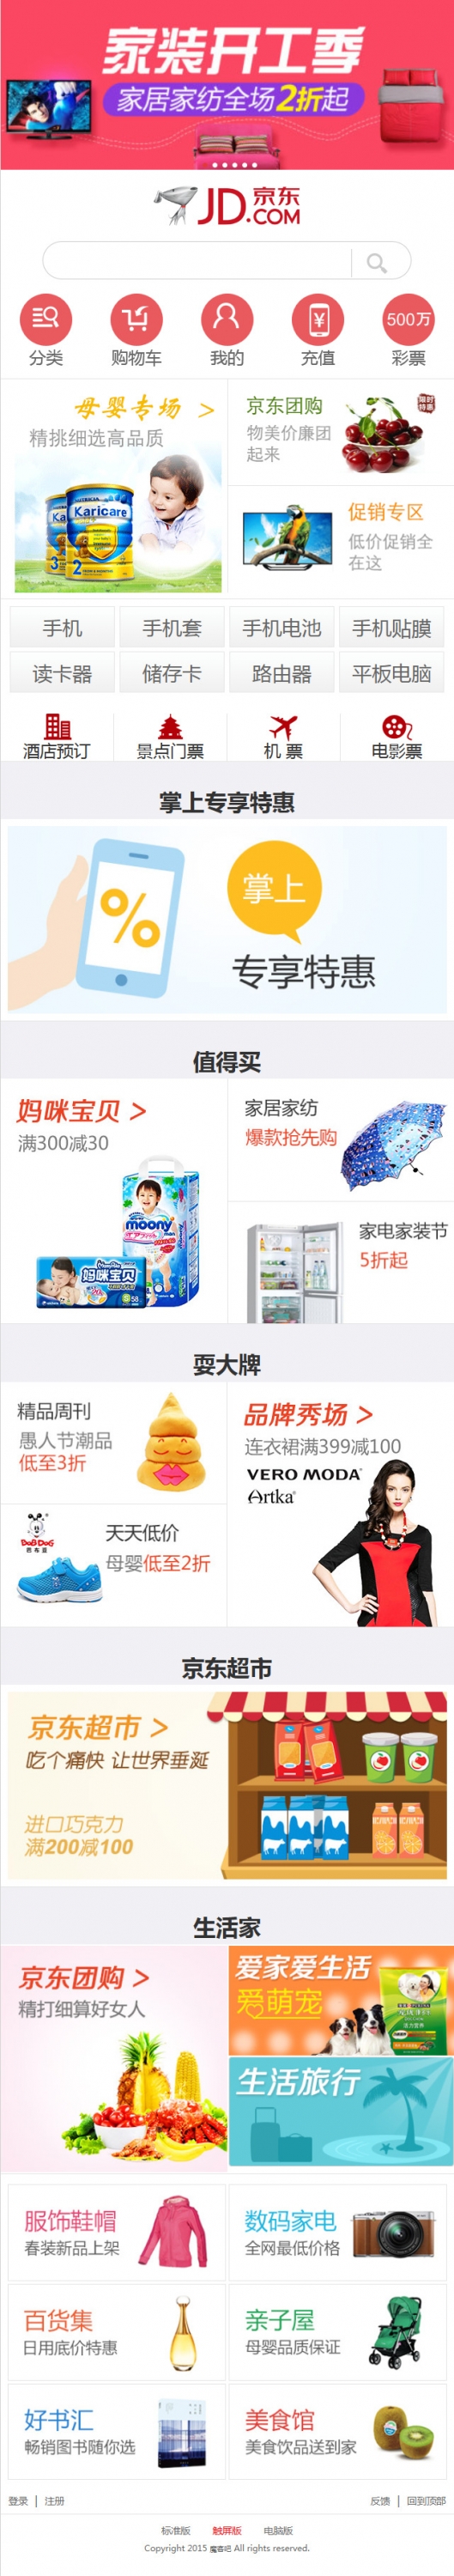 家装开工季
家居家纺全场2折起
JD.京东
.COM
500万
分类 购物车 我的 充值 彩票
母婴专场 >
精挑细选高品质
NUTRICIA
Karicare
3 2
京东团购
物美价廉团
起来
限时
特惠
促销专区
低价促销全
在这
手机 手机套 手机电池 手机贴膜
读卡器 储存卡 路由器 平板电脑
酒店预订 景点门票 机 票 电影票
掌上专享特惠
%
掌上
专享特惠
值得买
妈咪宝贝 >
满300减30
moony
man
妈咪宝贝
S 58
家居家纺
爆款抢先购
家电家装节
5折起
耍大牌
精品周刊
愚人节潮品
低至3折
BOBDOG
巴布豆
天天低价
母婴低至2折
品牌秀场 >
连衣裙满399减100
VERO MODA
Artka
京东超市
京东超市 >
吃个痛快 让世界垂涎
进口巧克力
满200减100
生活家
京东团购 >
精打细算好女人
爱家爱生活
爱萌宠
生活旅行
服饰鞋帽
春装新品上架
数码家电
全网最低价格
百货集
日用底价特惠
亲子屋
母婴品质保证
好书汇
畅销图书随你选
美食馆
美食饮品送到家
登录 | 注册 反馈 | 回到顶部
标准版 触屏版 电脑版
Copyright 2015 魔客吧 All rights reserved.